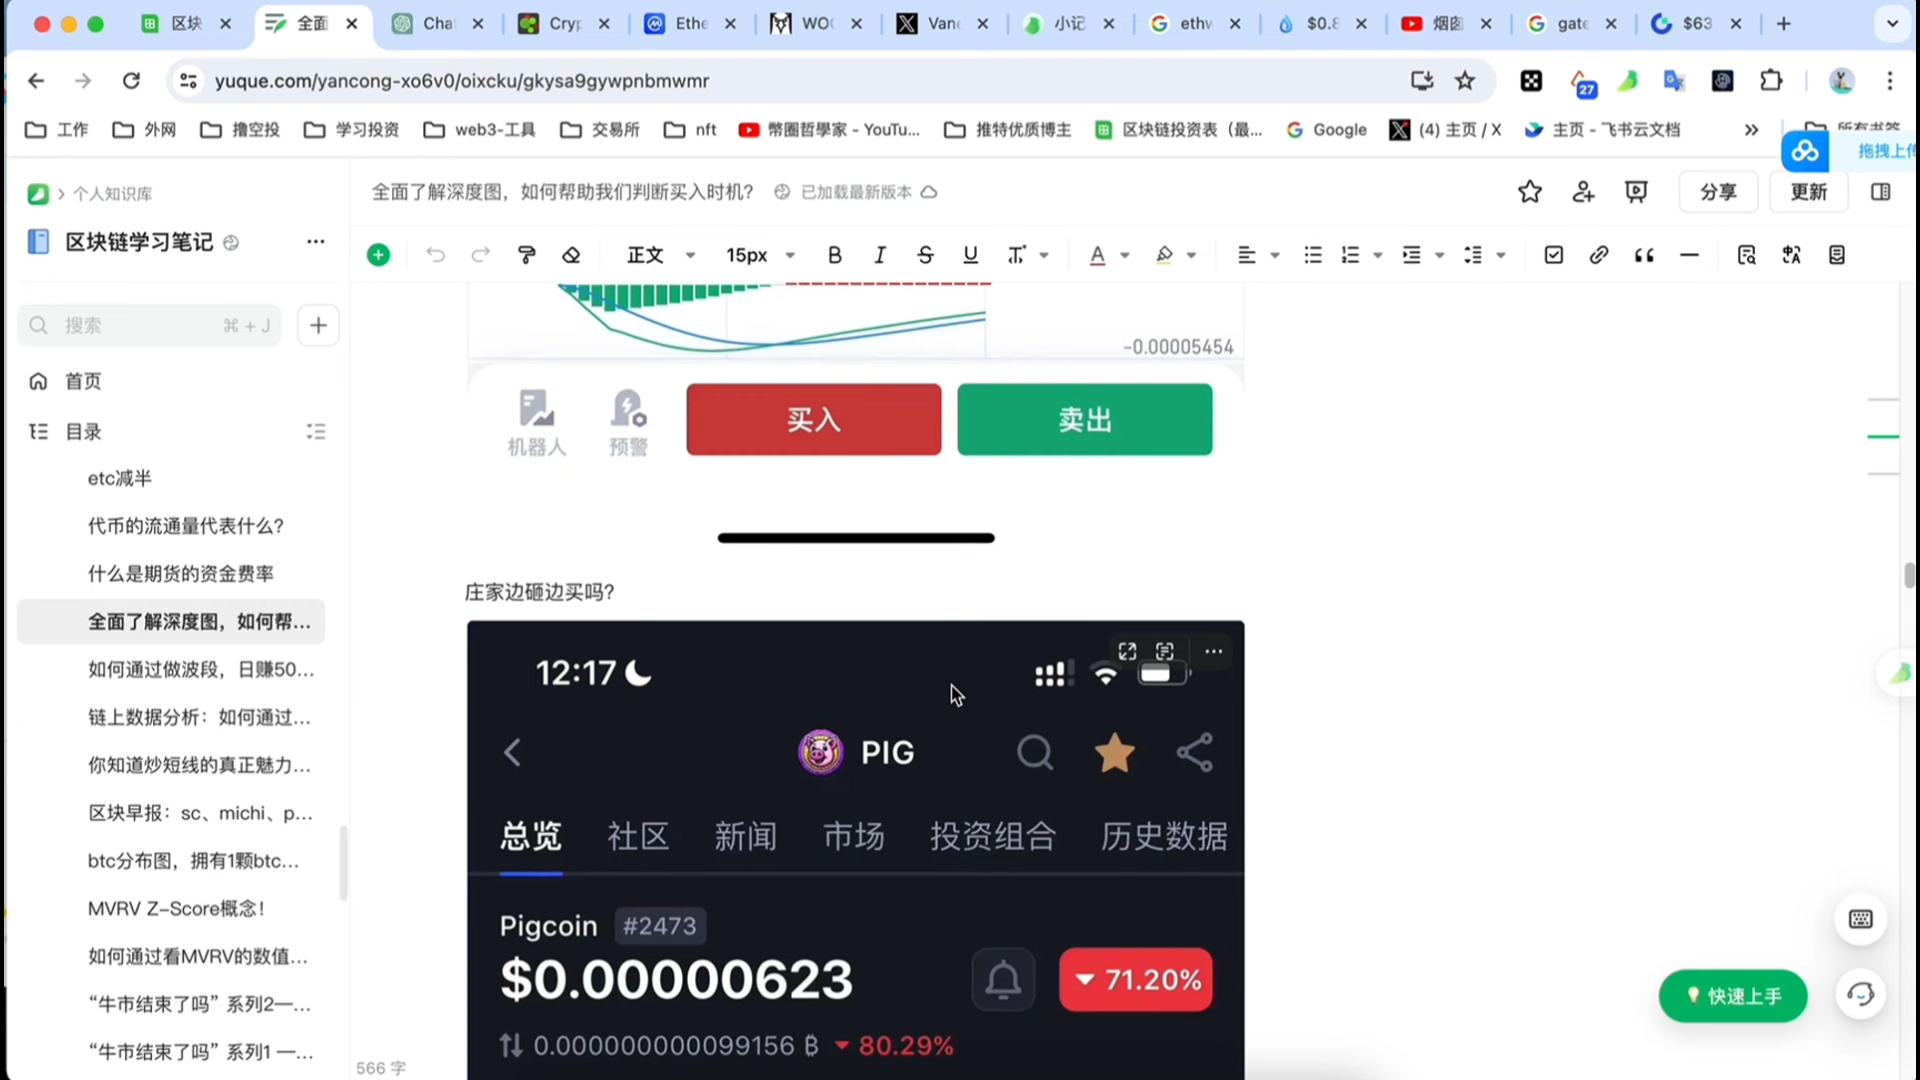 区块
全面
Chat
Cryp
Ethe
WOO
Vane
小记
ethw
$0.8
烟囱
gate
$63
yuque.com/yancong-xo6v0/oixcku/gkysa9gywpnbmwmr
27
工作
外网
撸空投
学习投资
web3-工具
交易所
nft
幣圈哲學家 - YouTu...
推特优质博主
区块链投资表（最...
Google
(4) 主页 / X
主页 - 飞书云文档
»
所有书签
拖拽上传
个人知识库
全面了解深度图，如何帮助我们判断买入时机？
已加载最新版本
分享
更新
区块链学习笔记
正文
15px
搜索
⌘ + J
首页
目录
etc减半
代币的流通量代表什么？
什么是期货的资金费率
全面了解深度图，如何帮...
如何通过做波段，日赚50...
链上数据分析：如何通过...
你知道炒短线的真正魅力...
区块早报：sc、michi、p...
btc分布图，拥有1颗btc...
MVRV Z-Score概念！
如何通过看MVRV的数值...
“牛市结束了吗” 系列2—...
“牛市结束了吗” 系列1 —...
-0.00005454
机器人
预警
买入
卖出
庄家边砸边买吗？
12:17
PIG
总览
社区
新闻
市场
投资组合
历史数据
Pigcoin
#2473
$0.00000623
71.20%
0.000000000099156 ₿
80.29%
566 字
快速上手